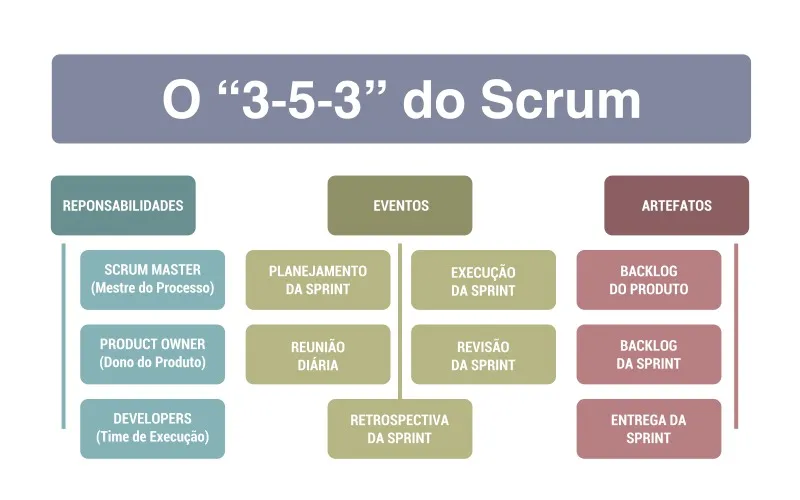 O “3-5-3” do Scrum
REPONSABILIDADES
SCRUM MASTER
(Mestre do Processo)
PRODUCT OWNER
(Dono do Produto)
DEVELOPERS
(Time de Execução)
EVENTOS
PLANEJAMENTO
DA SPRINT
EXECUÇÃO
DA SPRINT
REUNIÃO
DIÁRIA
REVISÃO
DA SPRINT
RETROSPECTIVA
DA SPRINT
ARTEFATOS
BACKLOG
DO PRODUTO
BACKLOG
DA SPRINT
ENTREGA DA
SPRINT